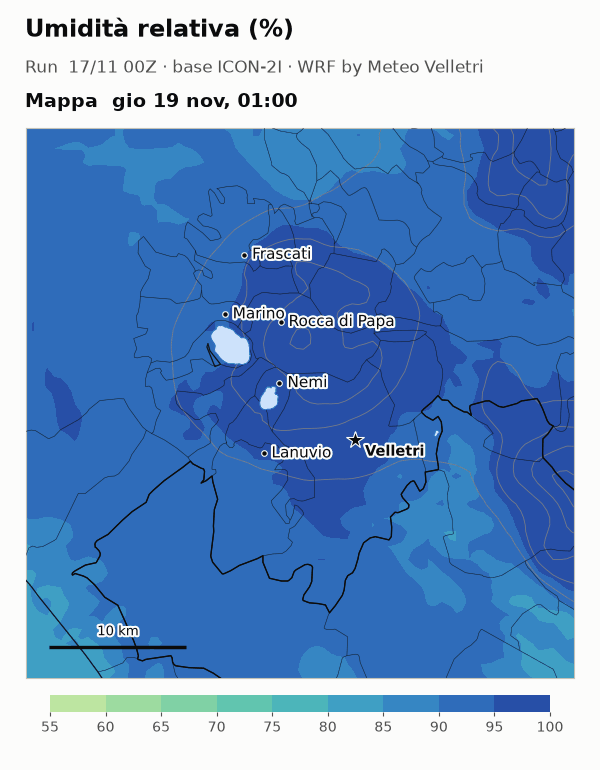 Umidità relativa (%)
Run  17/11 00Z · base ICON-2I · WRF by Meteo Velletri
Mappa  gio 19 nov, 01:00
Frascati
Marino
Rocca di Papa
Nemi
Velletri
Lanuvio
10 km
55 60 65 70 75 80 85 90 95 100